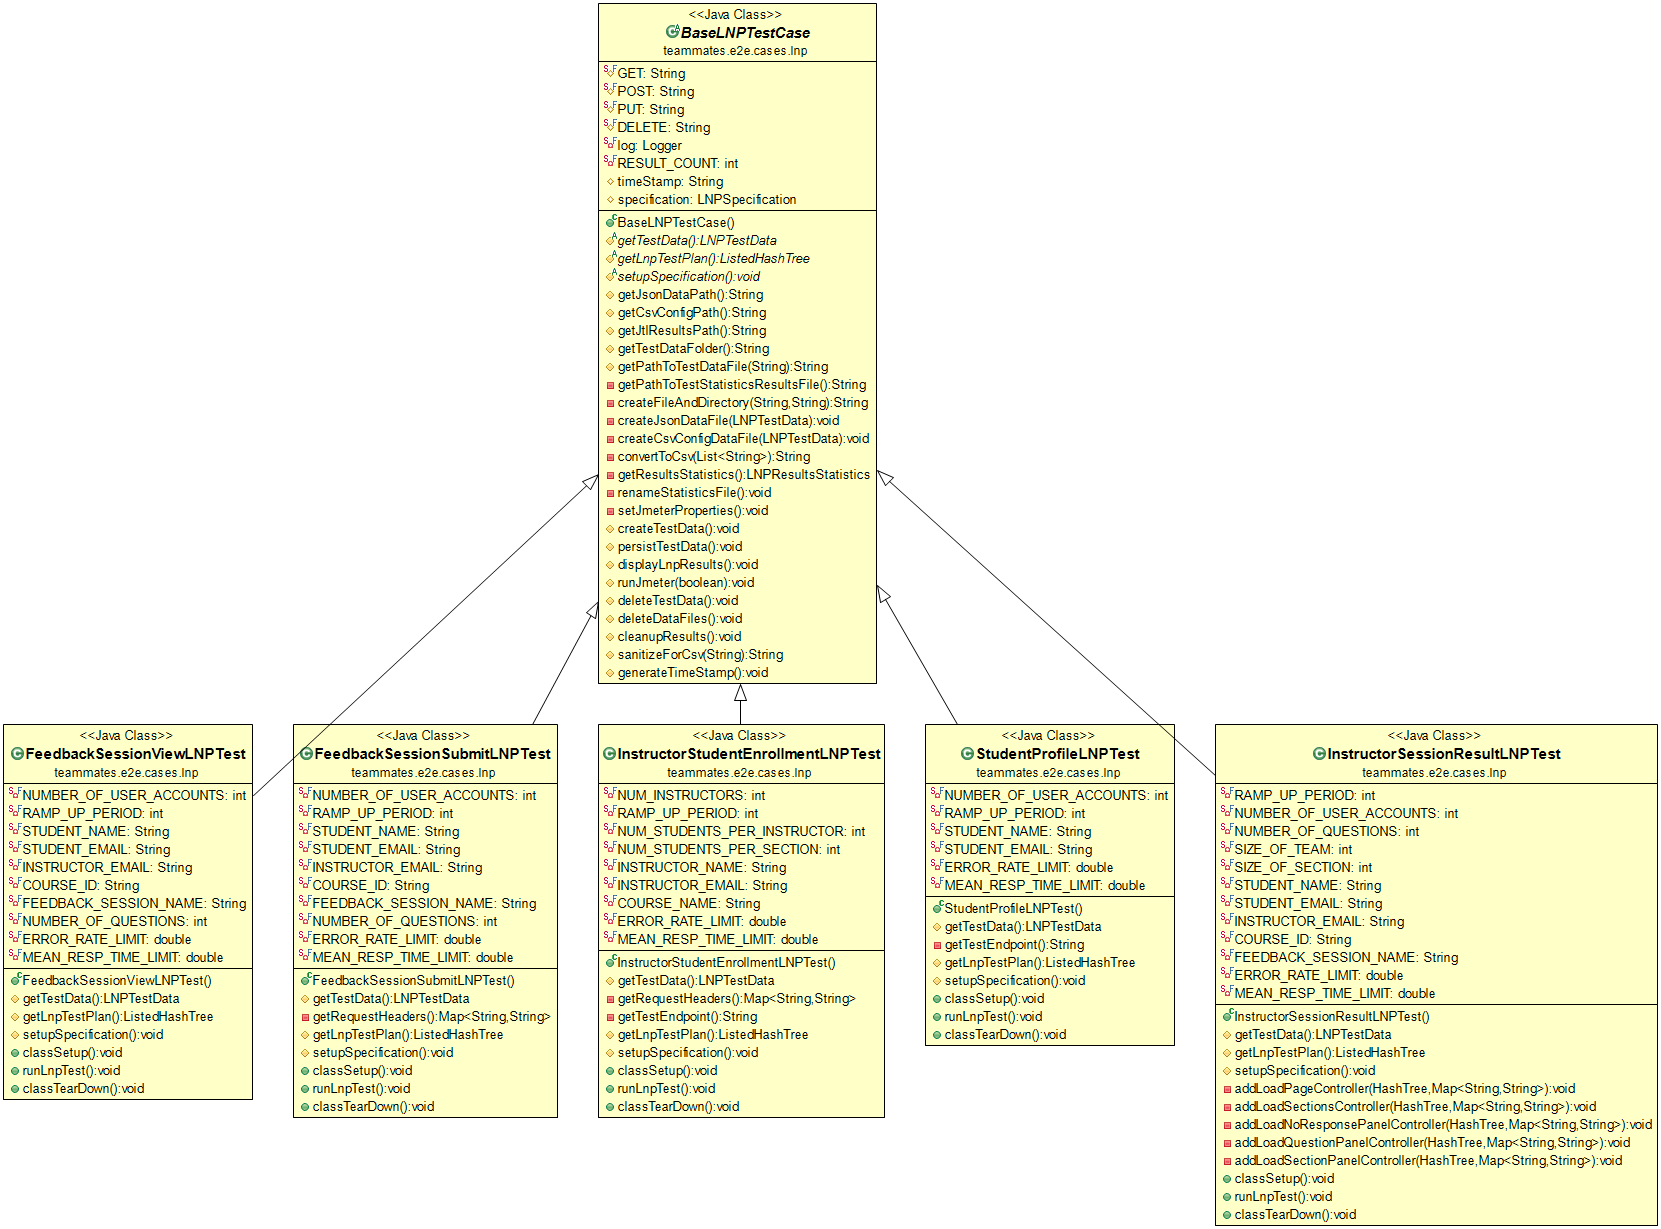 <<Java Class>>
BaseLNPTestCase
teammates.e2e.cases.lnp
GET: String
POST: String
PUT: String
DELETE: String
log: Logger
RESULT_COUNT: int
timeStamp: String
specification: LNPSpecification
BaseLNPTestCase()
getTestData():LNPTestData
getLnpTestPlan():ListedHashTree
setupSpecification():void
getJsonDataPath():String
getCsvConfigPath():String
getJtlResultsPath():String
getTestDataFolder():String
getPathToTestDataFile(String):String
getPathToTestStatisticsResultsFile():String
createFileAndDirectory(String,String):String
createJsonDataFile(LNPTestData):void
createCsvConfigDataFile(LNPTestData):void
convertToCsv(List<String>):String
getResultsStatistics():LNPResultsStatistics
renameStatisticsFile():void
setJmeterProperties():void
createTestData():void
persistTestData():void
displayLnpResults():void
runJmeter(boolean):void
deleteTestData():void
deleteDataFiles():void
cleanupResults():void
sanitizeForCsv(String):String
generateTimeStamp():void
<<Java Class>>
FeedbackSessionViewLNPTest
teammates.e2e.cases.lnp
NUMBER_OF_USER_ACCOUNTS: int
RAMP_UP_PERIOD: int
STUDENT_NAME: String
STUDENT_EMAIL: String
INSTRUCTOR_EMAIL: String
COURSE_ID: String
FEEDBACK_SESSION_NAME: String
NUMBER_OF_QUESTIONS: int
ERROR_RATE_LIMIT: double
MEAN_RESP_TIME_LIMIT: double
FeedbackSessionViewLNPTest()
getTestData():LNPTestData
getLnpTestPlan():ListedHashTree
setupSpecification():void
classSetup():void
runLnpTest():void
classTearDown():void
<<Java Class>>
FeedbackSessionSubmitLNPTest
teammates.e2e.cases.lnp
NUMBER_OF_USER_ACCOUNTS: int
RAMP_UP_PERIOD: int
STUDENT_NAME: String
STUDENT_EMAIL: String
INSTRUCTOR_EMAIL: String
COURSE_ID: String
FEEDBACK_SESSION_NAME: String
NUMBER_OF_QUESTIONS: int
ERROR_RATE_LIMIT: double
MEAN_RESP_TIME_LIMIT: double
FeedbackSessionSubmitLNPTest()
getTestData():LNPTestData
getRequestHeaders():Map<String,String>
getLnpTestPlan():ListedHashTree
setupSpecification():void
classSetup():void
runLnpTest():void
classTearDown():void
<<Java Class>>
InstructorStudentEnrollmentLNPTest
teammates.e2e.cases.lnp
NUM_INSTRUCTORS: int
RAMP_UP_PERIOD: int
NUM_STUDENTS_PER_INSTRUCTOR: int
NUM_STUDENTS_PER_SECTION: int
INSTRUCTOR_NAME: String
INSTRUCTOR_EMAIL: String
COURSE_NAME: String
ERROR_RATE_LIMIT: double
MEAN_RESP_TIME_LIMIT: double
InstructorStudentEnrollmentLNPTest()
getTestData():LNPTestData
getRequestHeaders():Map<String,String>
getTestEndpoint():String
getLnpTestPlan():ListedHashTree
setupSpecification():void
classSetup():void
runLnpTest():void
classTearDown():void
<<Java Class>>
StudentProfileLNPTest
teammates.e2e.cases.lnp
NUMBER_OF_USER_ACCOUNTS: int
RAMP_UP_PERIOD: int
STUDENT_NAME: String
STUDENT_EMAIL: String
ERROR_RATE_LIMIT: double
MEAN_RESP_TIME_LIMIT: double
StudentProfileLNPTest()
getTestData():LNPTestData
getTestEndpoint():String
getLnpTestPlan():ListedHashTree
setupSpecification():void
classSetup():void
runLnpTest():void
classTearDown():void
<<Java Class>>
InstructorSessionResultLNPTest
teammates.e2e.cases.lnp
RAMP_UP_PERIOD: int
NUMBER_OF_USER_ACCOUNTS: int
NUMBER_OF_QUESTIONS: int
SIZE_OF_TEAM: int
SIZE_OF_SECTION: int
STUDENT_NAME: String
STUDENT_EMAIL: String
INSTRUCTOR_EMAIL: String
COURSE_ID: String
FEEDBACK_SESSION_NAME: String
ERROR_RATE_LIMIT: double
MEAN_RESP_TIME_LIMIT: double
InstructorSessionResultLNPTest()
getTestData():LNPTestData
getLnpTestPlan():ListedHashTree
setupSpecification():void
addLoadPageController(HashTree,Map<String,String>):void
addLoadSectionsController(HashTree,Map<String,String>):void
addLoadNoResponsePanelController(HashTree,Map<String,String>):void
addLoadQuestionPanelController(HashTree,Map<String,String>):void
addLoadSectionPanelController(HashTree,Map<String,String>):void
classSetup():void
runLnpTest():void
classTearDown():void